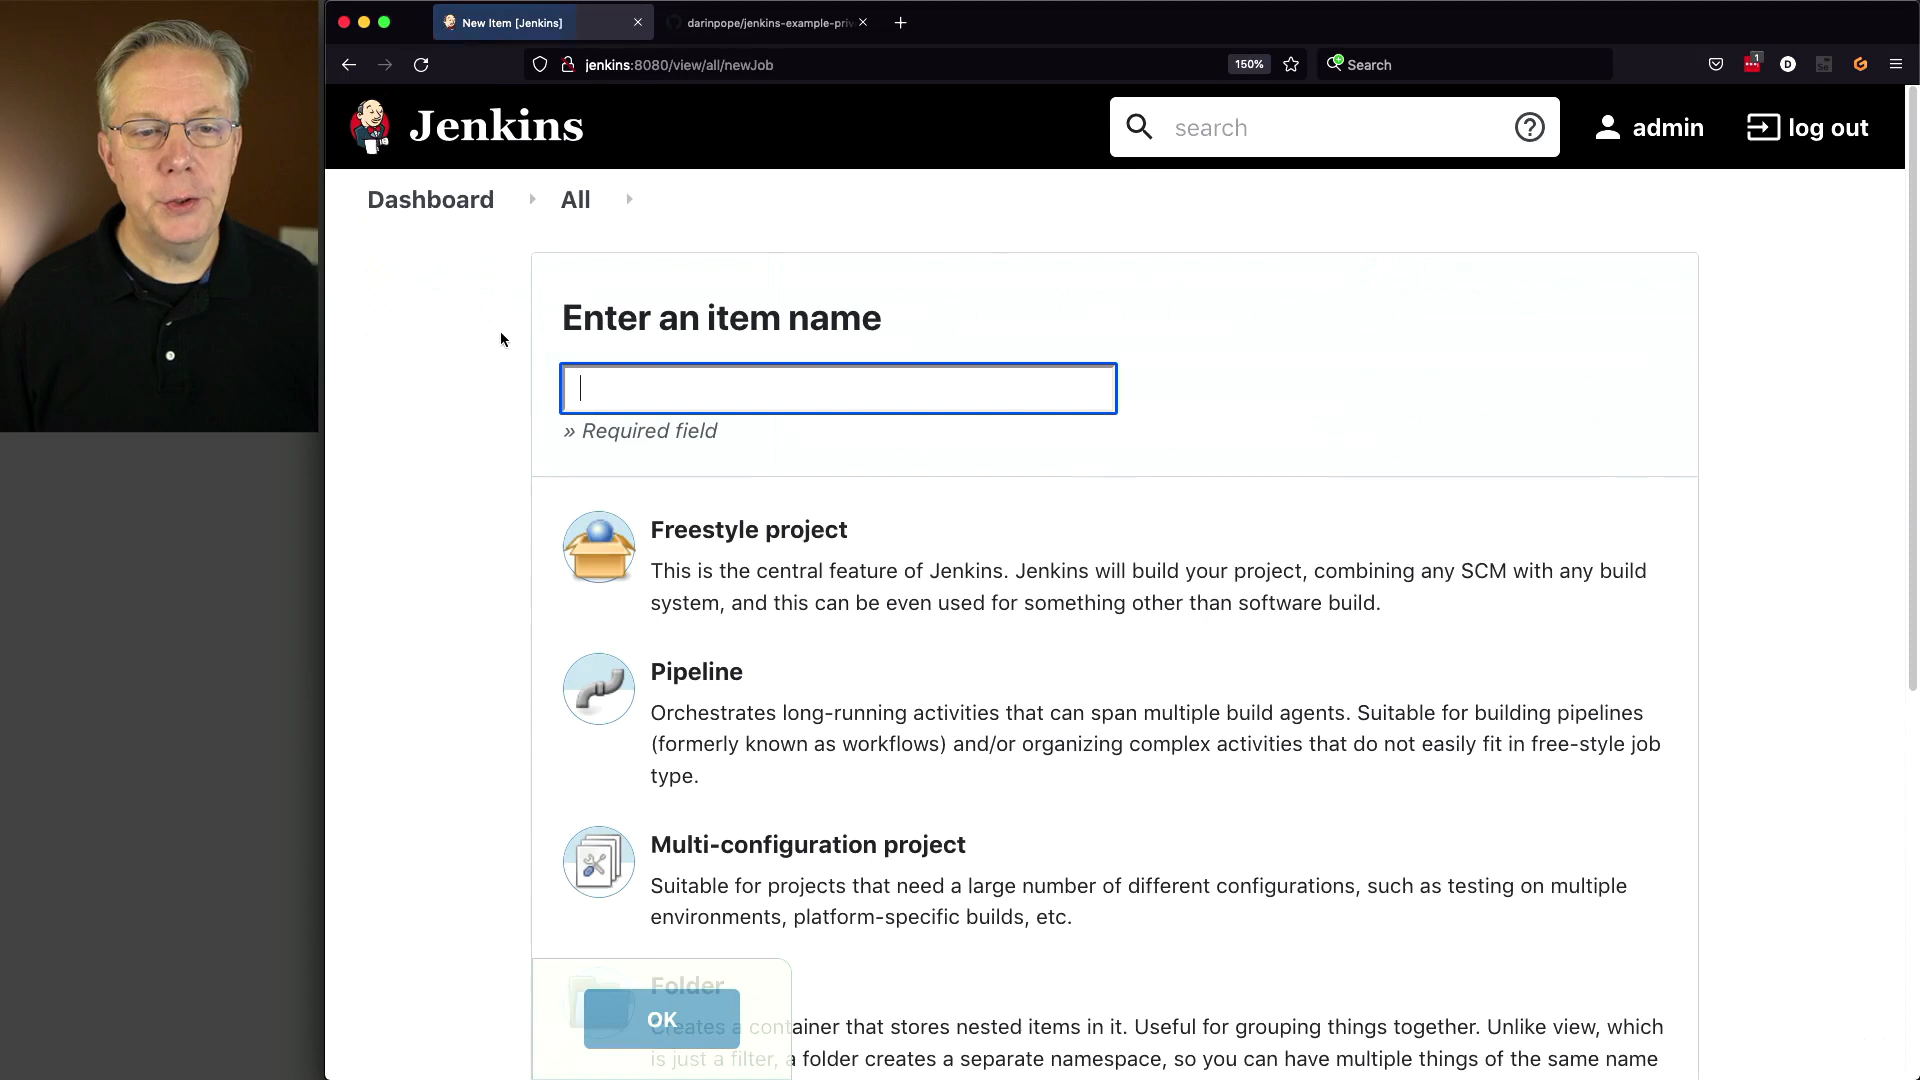 New Item [Jenkins]
darinpope/jenkins-example-priv
jenkins:8080/view/all/newJob
150%
Search
1
Jenkins
search
admin
log out
Dashboard
All
Enter an item name
» Required field
Freestyle project
This is the central feature of Jenkins. Jenkins will build your project, combining any SCM with any build
system, and this can be even used for something other than software build.
Pipeline
Orchestrates long-running activities that can span multiple build agents. Suitable for building pipelines
(formerly known as workflows) and/or organizing complex activities that do not easily fit in free-style job
type.
Multi-configuration project
Suitable for projects that need a large number of different configurations, such as testing on multiple
environments, platform-specific builds, etc.
Folder
OK
Creates a container that stores nested items in it. Useful for grouping things together. Unlike view, which
is just a filter, a folder creates a separate namespace, so you can have multiple things of the same name